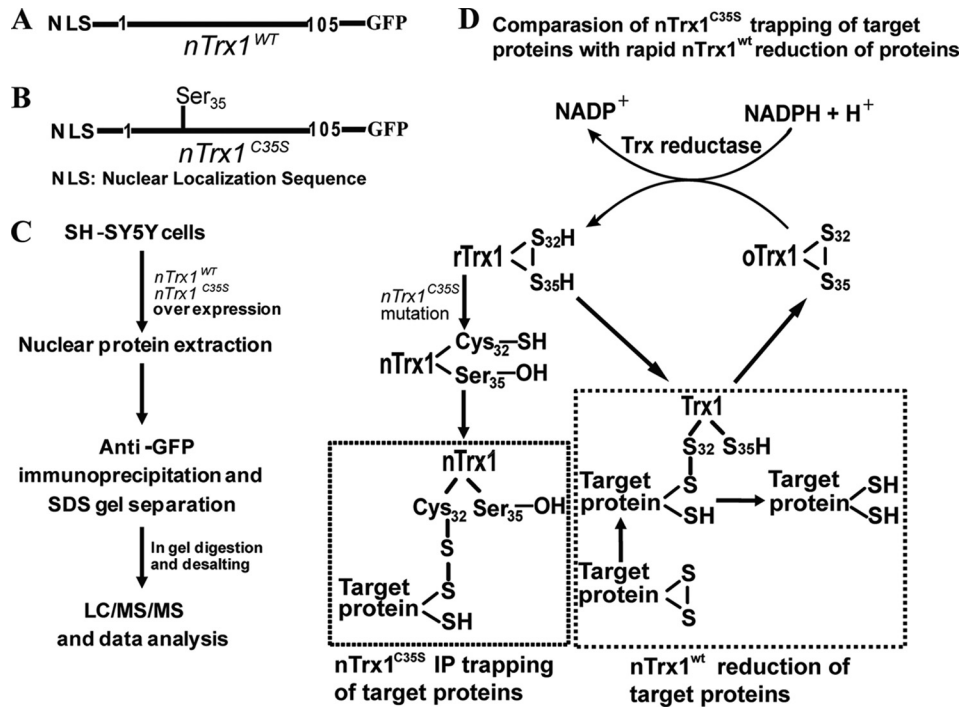 A
NLS 1 105 GFP
nTrx1WT
B
Ser35
NLS 1 105 GFP
nTrx1 C35S
NLS: Nuclear Localization Sequence
C
SH-SY5Y cells
nTrx1WT
nTrx1C35S
over expression
Nuclear protein extraction
Anti-GFP
immunoprecipitation and
SDS gel separation
In gel digestion
and desalting
LC/MS/MS
and data analysis
D
Comparasion of nTrx1C35S trapping of target
proteins with rapid nTrx1wt reduction of proteins
NADP+
NADPH + H+
Trx reductase
rTrx1
S32H
S35H
oTrx1
S32
S35
nTrx1C35S
mutation
nTrx1
Cys32 SH
Ser35 OH
nTrx1
Cys32 Ser35 OH
S
S
Target
protein
SH
nTrx1C35S IP trapping
of target proteins
Trx1
S32 S35H
S
Target
protein
SH
Target
protein
SH
SH
Target
protein
S
S
nTrx1wt reduction of
target proteins